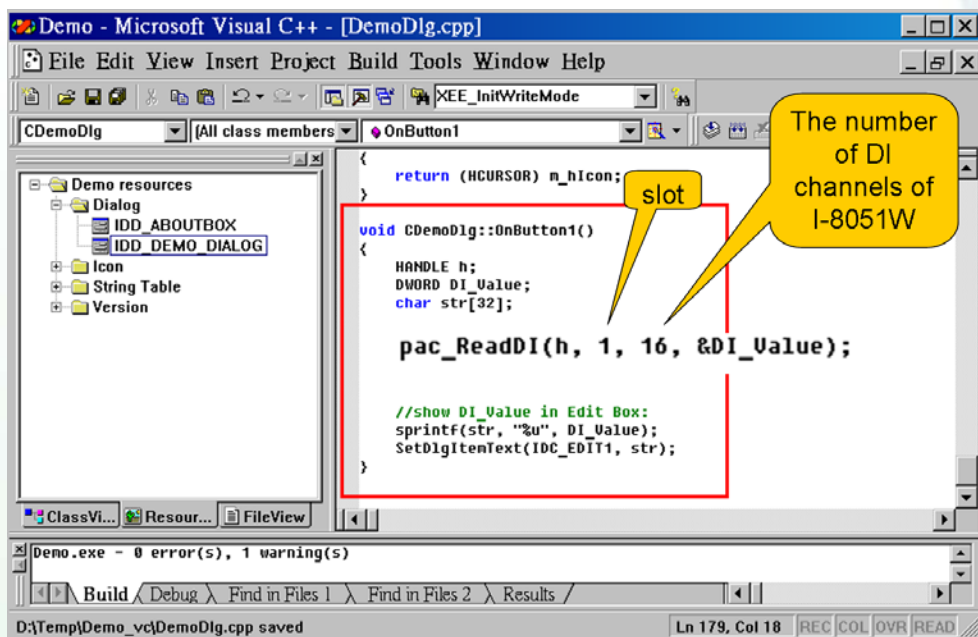 Demo - Microsoft Visual C++ - [DemoDlg.cpp]
File Edit View Insert Project Build Tools Window Help
XEE_InitWriteMode
CDemoDlg
(All class members
OnButton1
Demo resources
Dialog
IDD_ABOUTBOX
IDD_DEMO_DIALOG
Icon
String Table
Version
ClassVi...
Resour...
FileView
{
return (HCURSOR) m_hIcon;
}
void CDemoDlg::OnButton1()
{
HANDLE h;
DWORD DI_Value;
char str[32];
pac_ReadDI(h, 1, 16, &DI_Value);
//show DI_Value in Edit Box:
sprintf(str, "%u", DI_Value);
SetDlgItemText(IDC_EDIT1, str);
}
slot
The number
of DI
channels of
I-8051W
Demo.exe - 0 error(s), 1 warning(s)
Build Debug Find in Files 1 Find in Files 2 Results
D:\Temp\Demo_vc\DemoDlg.cpp saved
Ln 179, Col 18
REC COL OVR READ